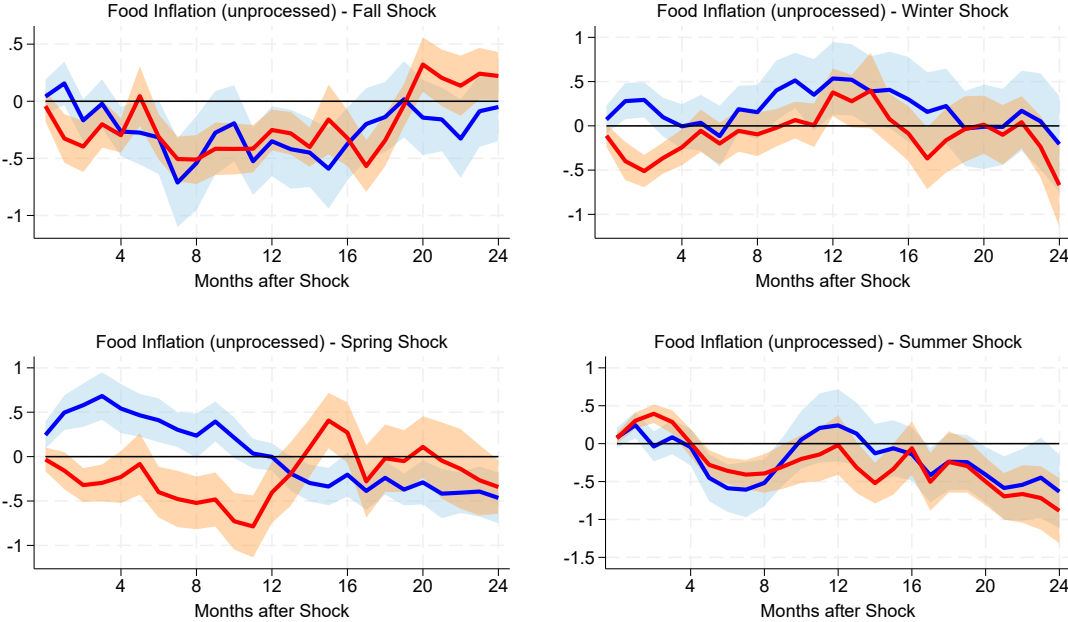 Food Inflation (unprocessed) - Fall Shock
.5
0
-.5
-1
4 8 12 16 20 24
Months after Shock
Food Inflation (unprocessed) - Winter Shock
1
.5
0
-.5
-1
4 8 12 16 20 24
Months after Shock
Food Inflation (unprocessed) - Spring Shock
1
.5
0
-.5
-1
4 8 12 16 20 24
Months after Shock
Food Inflation (unprocessed) - Summer Shock
1
.5
0
-.5
-1
-1.5
4 8 12 16 20 24
Months after Shock